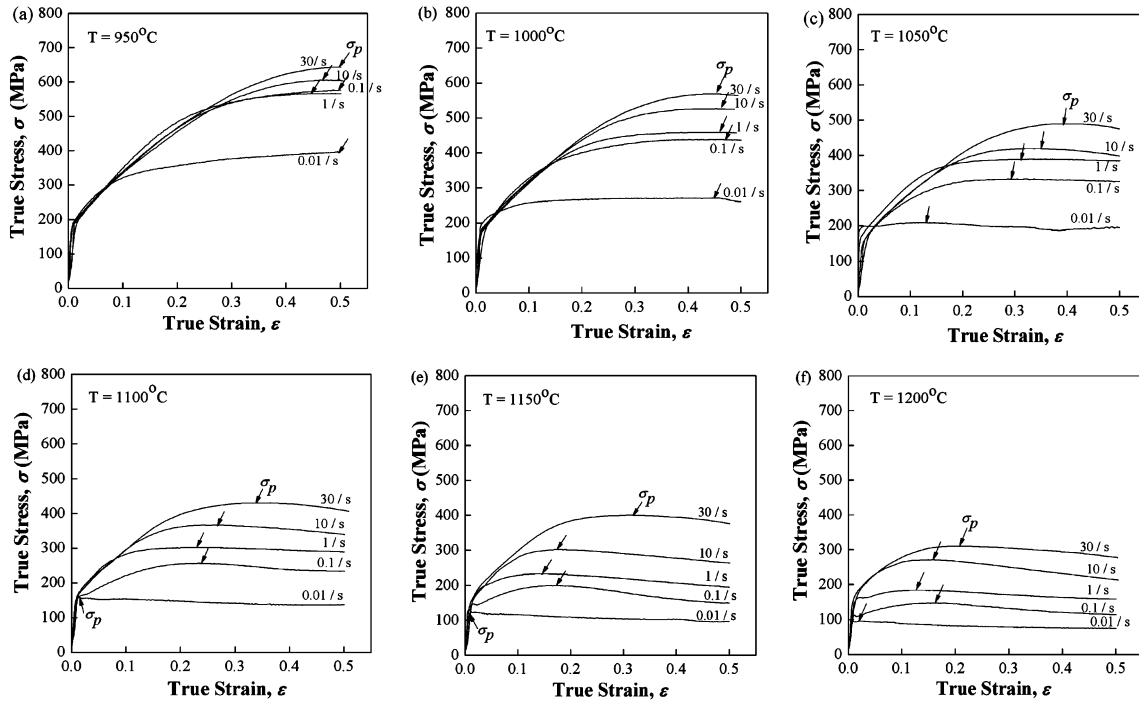 (a)
T = 950°C
σp
30/s
10/s
0.1/s
1/s
0.01/s
800
700
600
500
400
300
200
100
0
0.0 0.1 0.2 0.3 0.4 0.5
True Stress, σ (MPa)
True Strain, ε
(b)
T = 1000°C
σp
30/s
10/s
1/s
0.1/s
0.01/s
800
700
600
500
400
300
200
100
0
0.0 0.1 0.2 0.3 0.4 0.5
True Stress, σ (MPa)
True Strain, ε
(c)
T = 1050°C
σp
30/s
10/s
1/s
0.1/s
0.01/s
800
700
600
500
400
300
200
100
0
0.0 0.1 0.2 0.3 0.4 0.5
True Stress, σ (MPa)
True Strain, ε
(d)
T = 1100°C
σp
30/s
10/s
1/s
0.1/s
0.01/s
σp
800
700
600
500
400
300
200
100
0
0.0 0.1 0.2 0.3 0.4 0.5
True Stress, σ (MPa)
True Strain, ε
(e)
T = 1150°C
σp
30/s
10/s
1/s
0.1/s
0.01/s
σp
800
700
600
500
400
300
200
100
0
0.0 0.1 0.2 0.3 0.4 0.5
True Stress, σ (MPa)
True Strain, ε
(f)
T = 1200°C
σp
30/s
10/s
1/s
0.1/s
0.01/s
800
700
600
500
400
300
200
100
0
0.0 0.1 0.2 0.3 0.4 0.5
True Stress, σ (MPa)
True Strain, ε